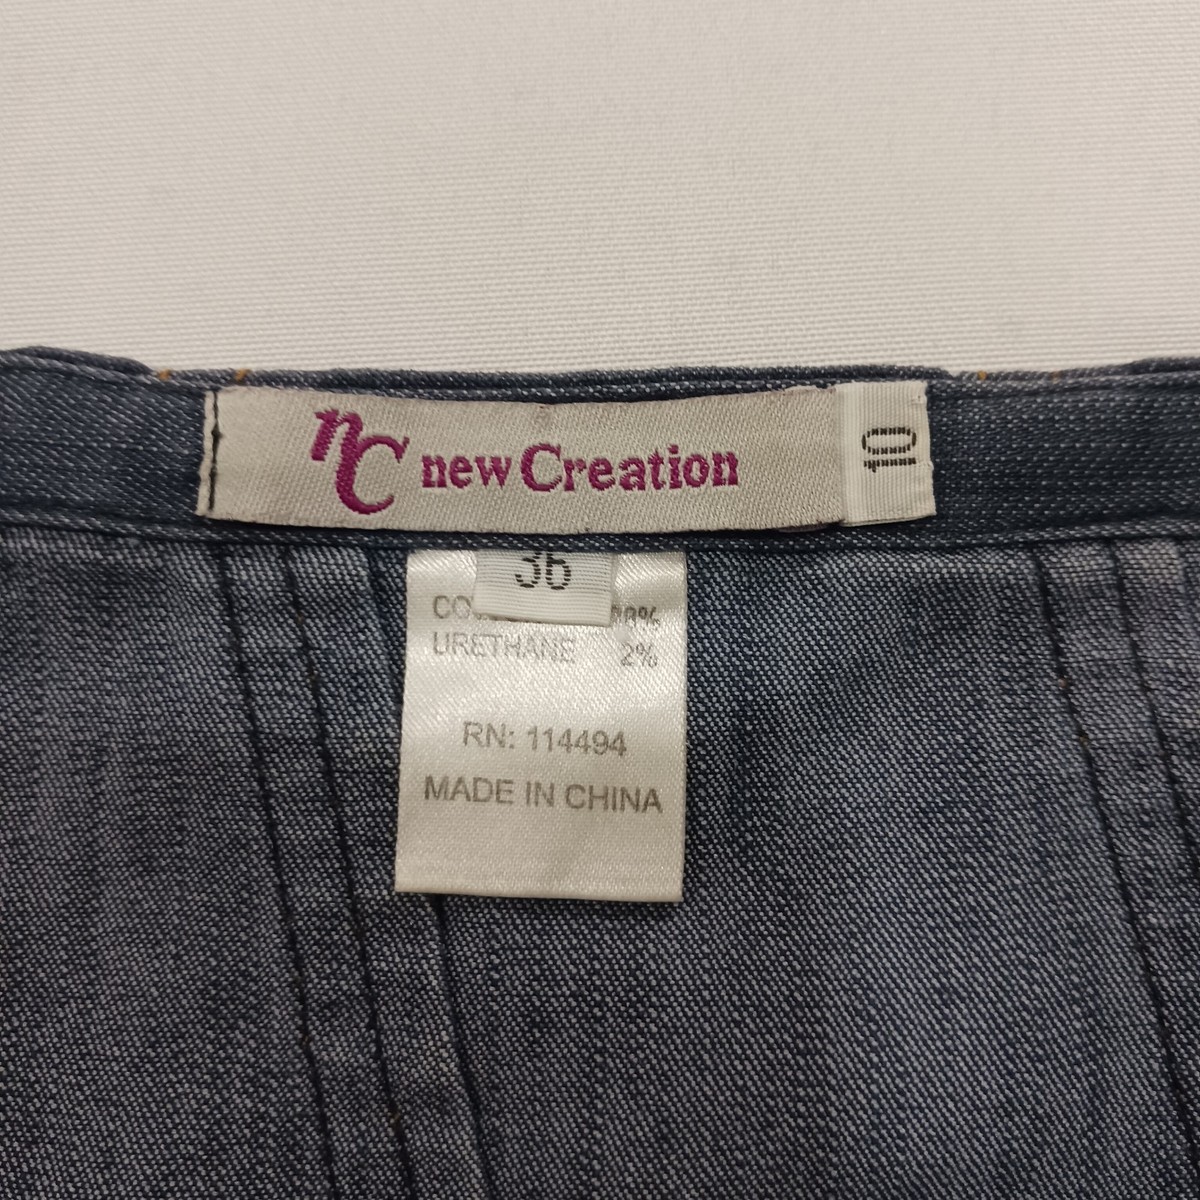 nC new Creation
10
36
URETHANE 2%
RN: 114494
MADE IN CHINA